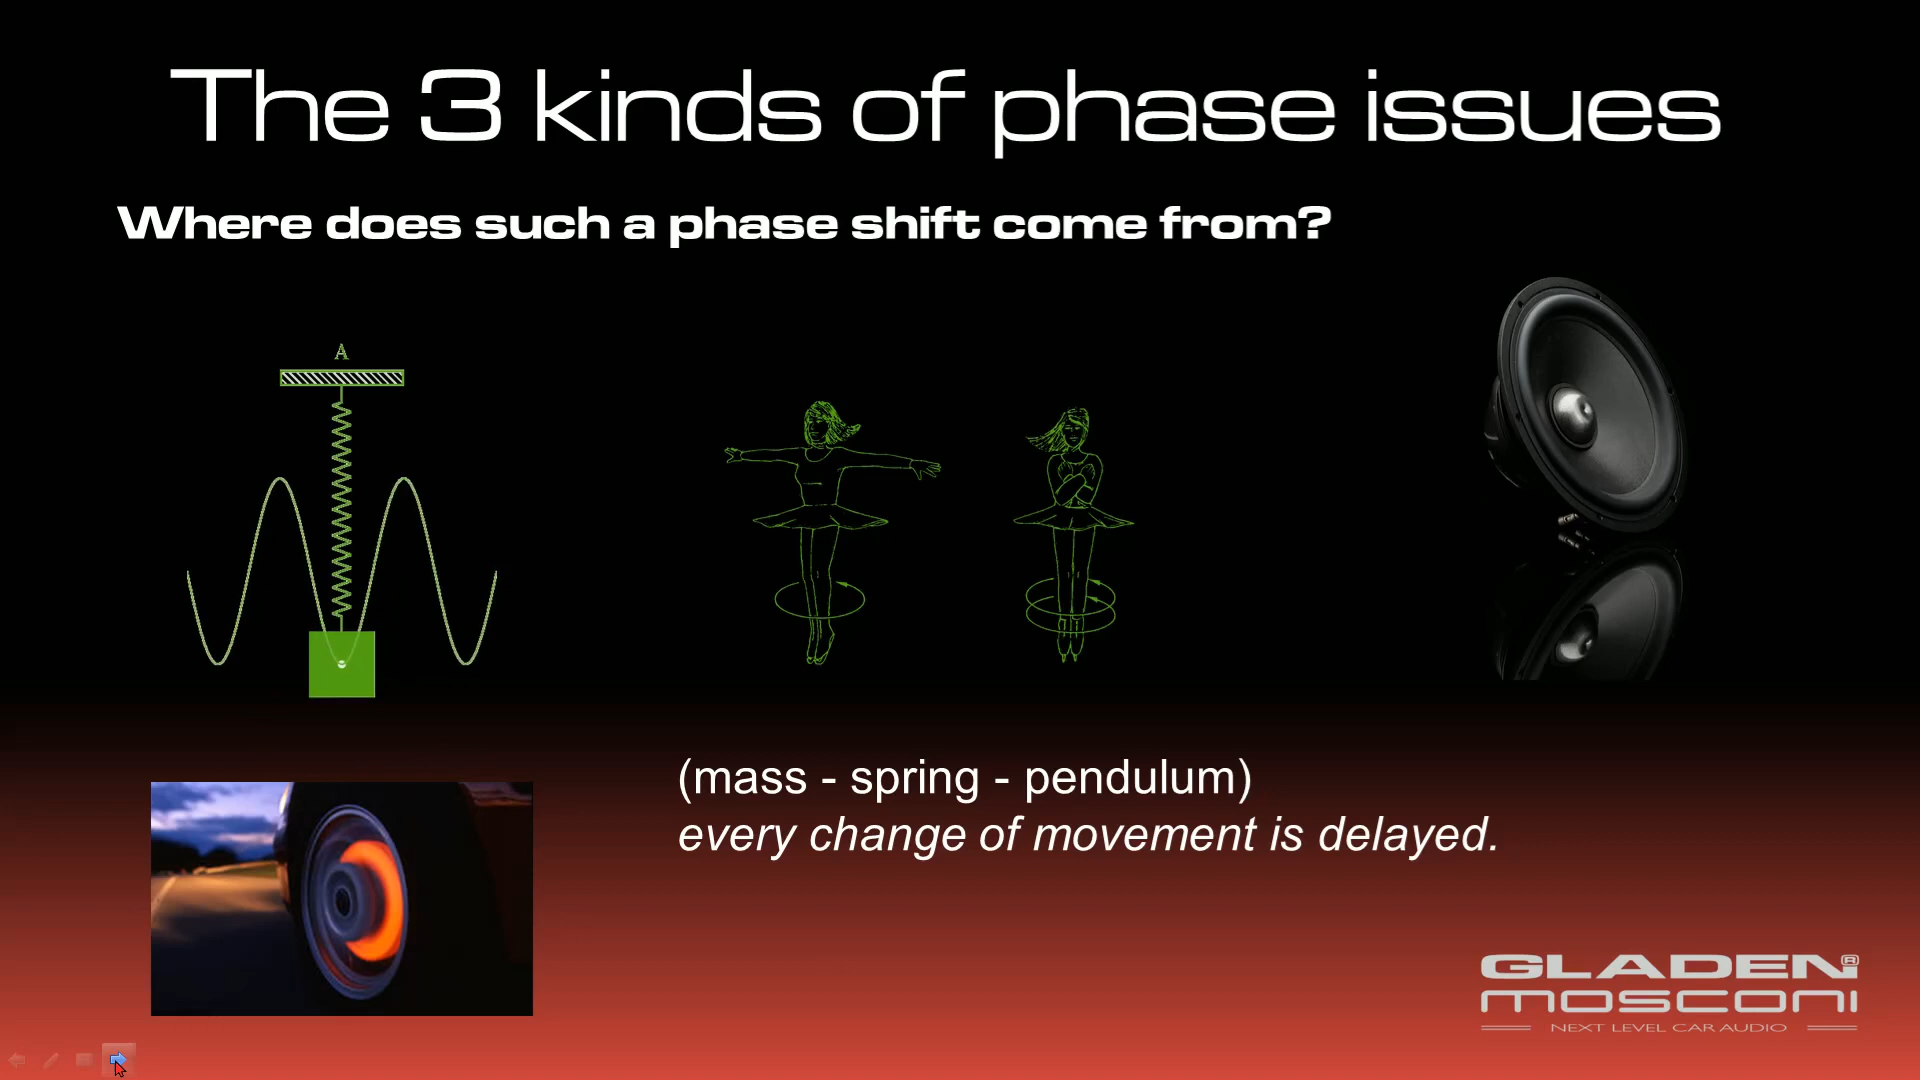 The 3 kinds of phase issues
Where does such a phase shift come from?
A
(mass - spring - pendulum)
every change of movement is delayed.
GLADEN®
MOSCONI
NEXT LEVEL CAR AUDIO